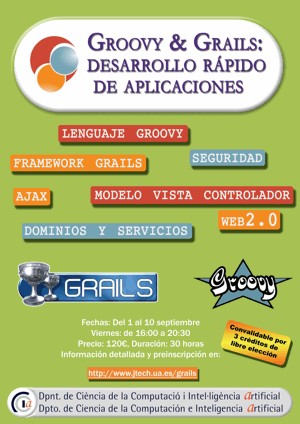 GROOVY & GRAILS:
DESARROLLO RÁPIDO
DE APLICACIONES
LENGUAJE GROOVY
SEGURIDAD
FRAMEWORK GRAILS
AJAX
MODELO VISTA CONTROLADOR
WEB2.0
DOMINIOS Y SERVICIOS
GRAILS
Groovy
Fechas: Del 1 al 10 septiembre
Viernes: de 16:00 a 20:30
Precio: 120€, Duración: 30 horas
Información detallada y preinscripción en:
http://www.jtech.ua.es/grails
Convalidable por
3 créditos de
libre elección
Dpnt. de Ciència de la Computació i Intel·ligència artificial
Dpto. de Ciencia de la Computación e Inteligencia artificial